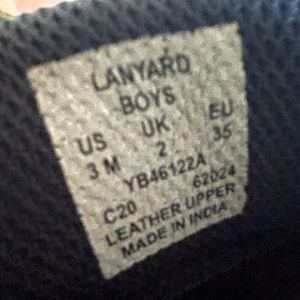 LANYARD
BOYS
US UK EU
3 M 2 35
YB46122A
C20 62024
LEATHER UPPER
MADE IN INDIA